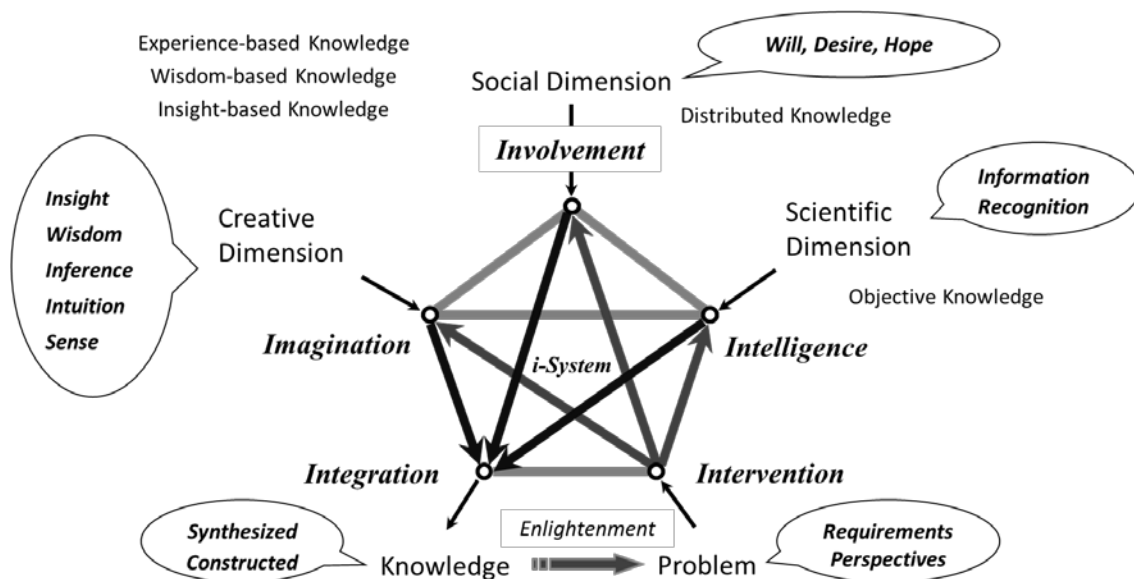 Experience-based Knowledge
Wisdom-based Knowledge
Insight-based Knowledge
Will, Desire, Hope
Social Dimension
Distributed Knowledge
Involvement
Insight
Wisdom
Inference
Intuition
Sense
Creative
Dimension
Scientific
Dimension
Information
Recognition
Objective Knowledge
Imagination
Intelligence
i-System
Integration
Intervention
Synthesized
Constructed
Enlightenment
Knowledge
Problem
Requirements
Perspectives